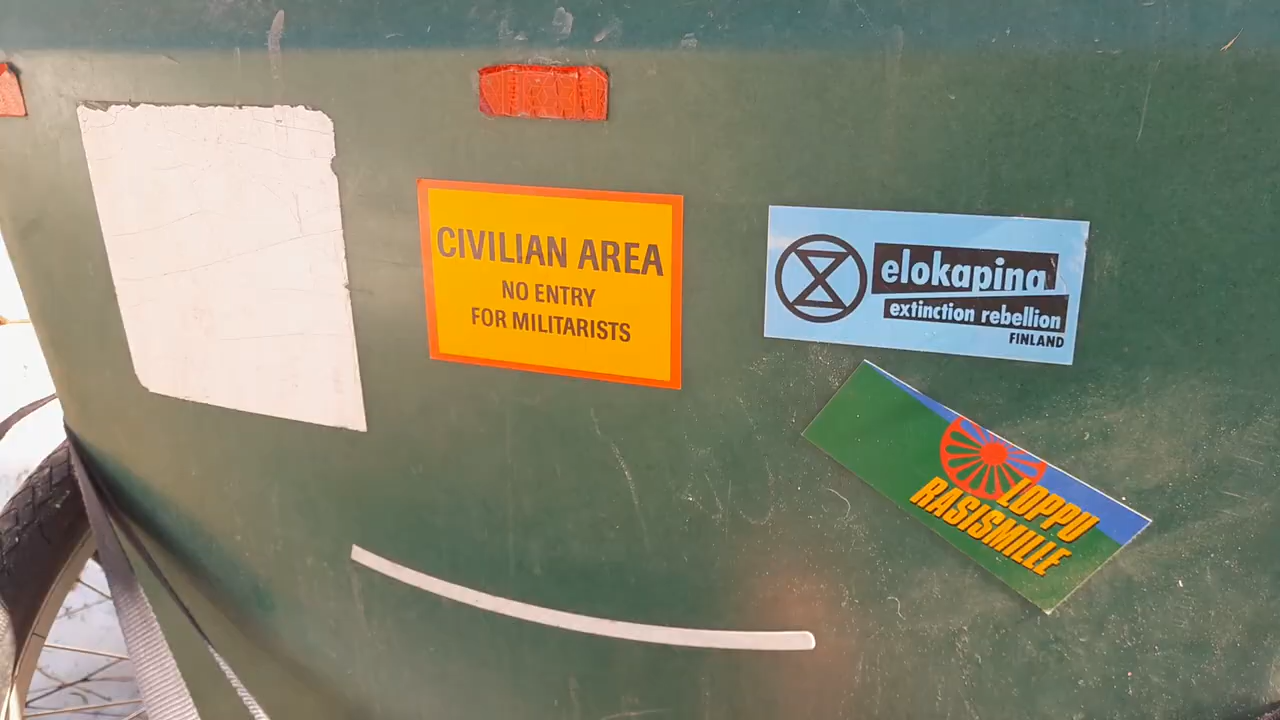 CIVILIAN AREA
NO ENTRY
FOR MILITARISTS
elokapina
extinction rebellion
FINLAND
LOPPU
RASISMILLE